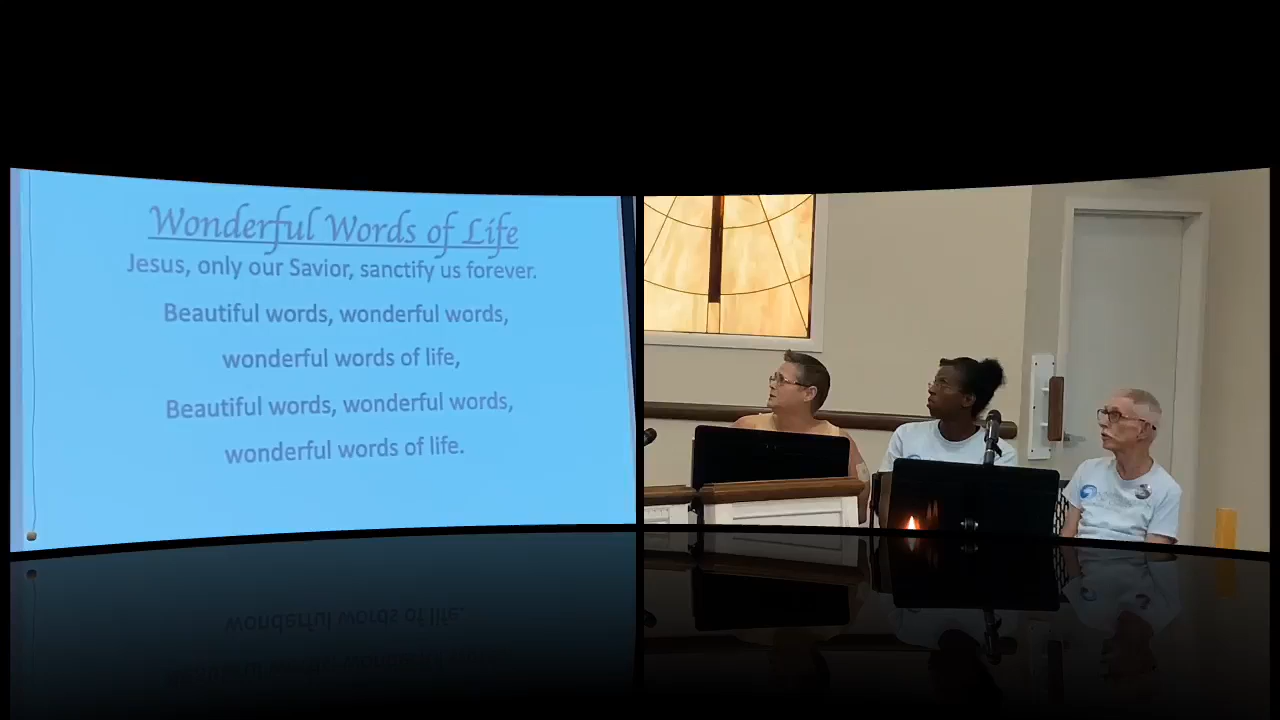 Wonderful Words of Life
Jesus, only our Savior, sanctify us forever.
Beautiful words, wonderful words,
wonderful words of life,
Beautiful words, wonderful words,
wonderful words of life.